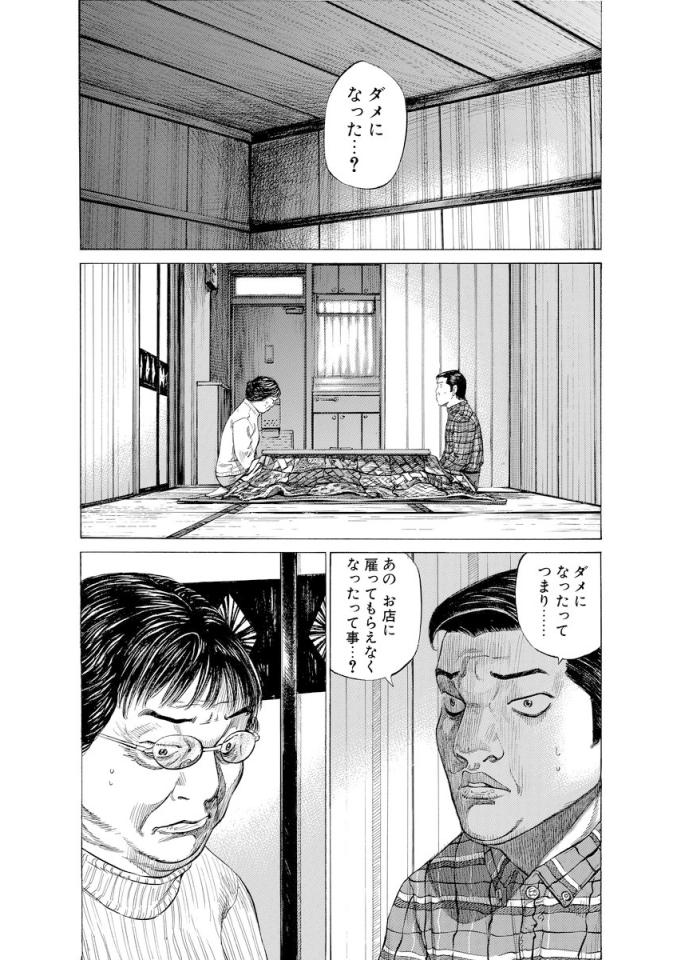 ダメに
なった…？
ダメに
なったって
つまり……
あの お店に
雇ってもらえなく
なったって事…？